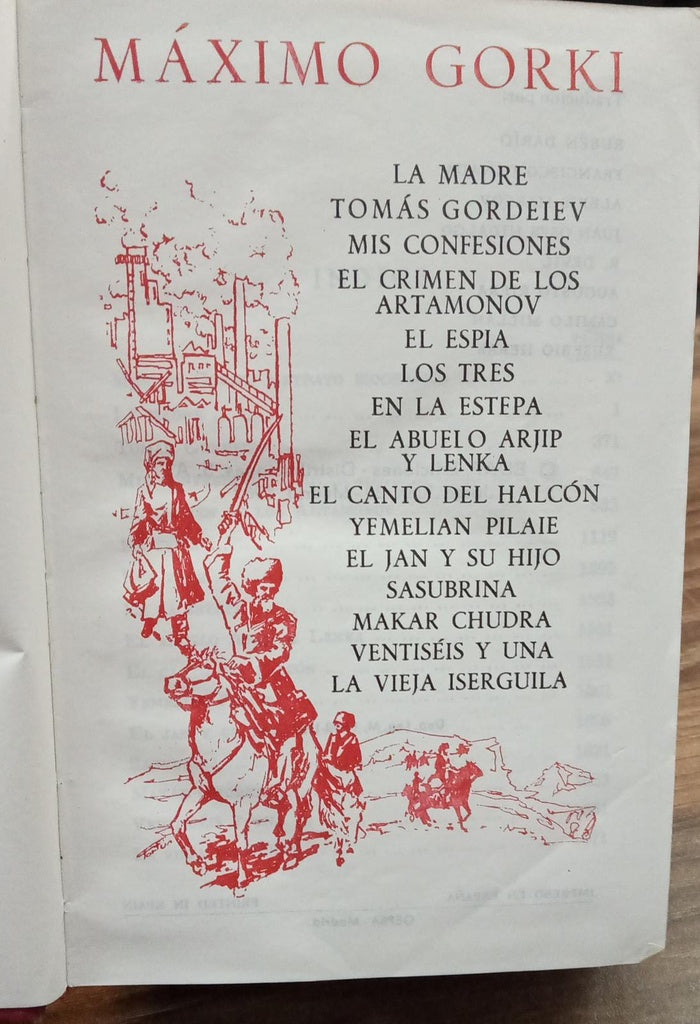 MÁXIMO GORKI
LA MADRE
TOMÁS GORDEIEV
MIS CONFESIONES
EL CRIMEN DE LOS
ARTAMONOV
EL ESPIA
LOS TRES
EN LA ESTEPA
EL ABUELO ARJIP
Y LENKA
EL CANTO DEL HALCÓN
YEMELIAN PILAIE
EL JAN Y SU HIJO
SASUBRINA
MAKAR CHUDRA
VENTISÉIS Y UNA
LA VIEJA ISERGUILA